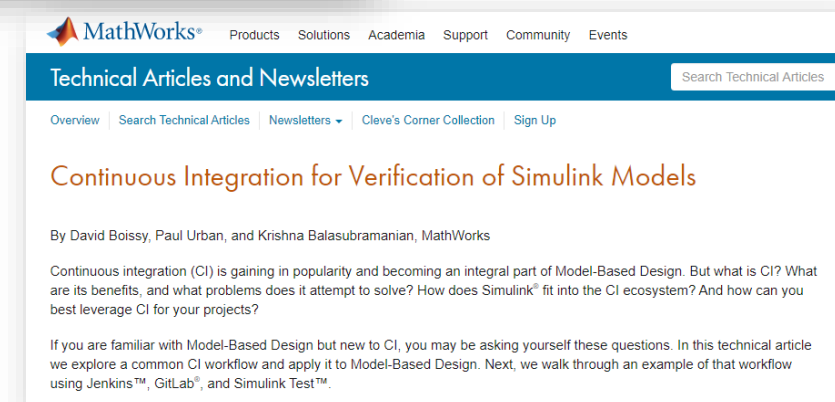 MathWorks®
Products Solutions Academia Support Community Events
Technical Articles and Newsletters
Search Technical Articles
Overview Search Technical Articles Newsletters Cleve's Corner Collection Sign Up
Continuous Integration for Verification of Simulink Models
By David Boissy, Paul Urban, and Krishna Balasubramanian, MathWorks
Continuous integration (CI) is gaining in popularity and becoming an integral part of Model-Based Design. But what is CI? What
are its benefits, and what problems does it attempt to solve? How does Simulink® fit into the CI ecosystem? And how can you
best leverage CI for your projects?
If you are familiar with Model-Based Design but new to CI, you may be asking yourself these questions. In this technical article
we explore a common CI workflow and apply it to Model-Based Design. Next, we walk through an example of that workflow
using Jenkins™, GitLab®, and Simulink Test™.